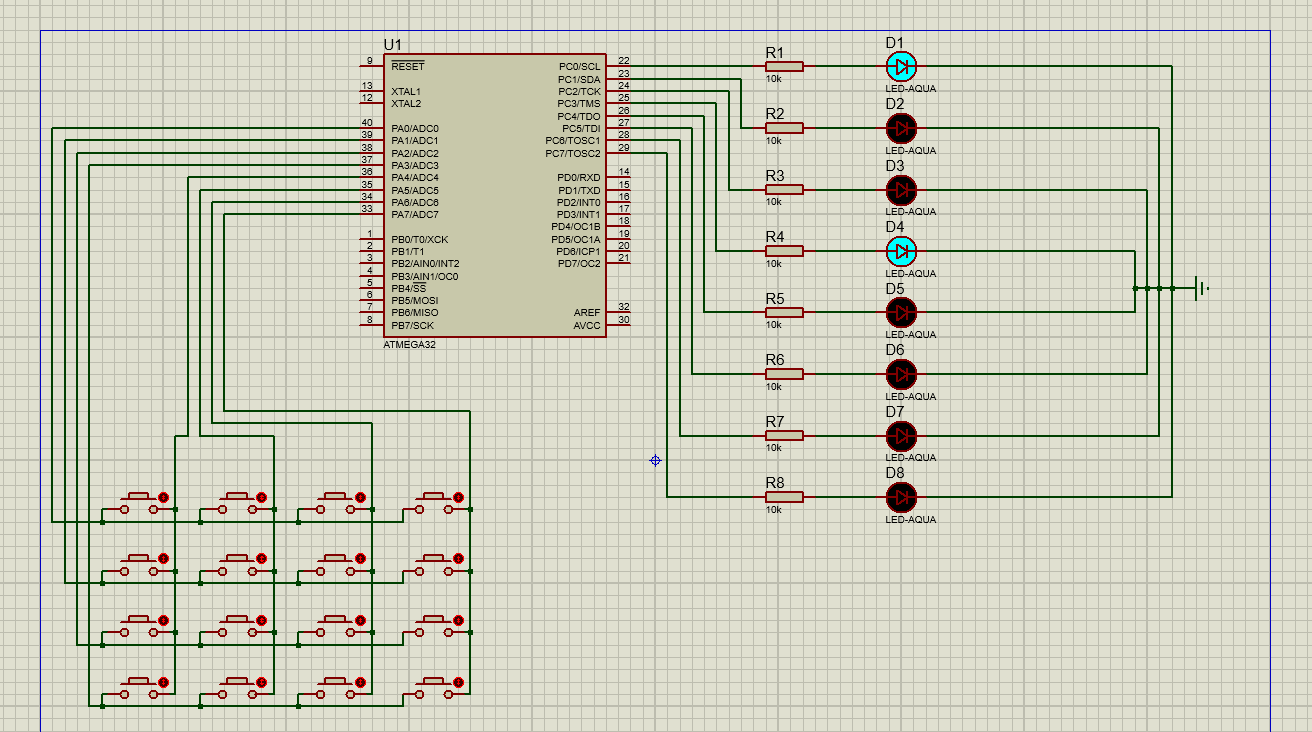 U1
9 RESET PC0/SCL 22
PC1/SDA 23
13 XTAL1 PC2/TCK 24
12 XTAL2 PC3/TMS 25
PC4/TDO 26
40 PA0/ADC0 PC5/TDI 27
39 PA1/ADC1 PC6/TOSC1 28
38 PA2/ADC2 PC7/TOSC2 29
37 PA3/ADC3
36 PA4/ADC4 PD0/RXD 14
35 PA5/ADC5 PD1/TXD 15
34 PA6/ADC6 PD2/INT0 16
33 PA7/ADC7 PD3/INT1 17
PD4/OC1B 18
1 PB0/T0/XCK PD5/OC1A 19
2 PB1/T1 PD6/ICP1 20
3 PB2/AIN0/INT2 PD7/OC2 21
4 PB3/AIN1/OC0
5 PB4/SS
6 PB5/MOSI
7 PB6/MISO AREF 32
8 PB7/SCK AVCC 30
ATMEGA32
R1
10k
D1
LED-AQUA
R2
10k
D2
LED-AQUA
R3
10k
D3
LED-AQUA
R4
10k
D4
LED-AQUA
R5
10k
D5
LED-AQUA
R6
10k
D6
LED-AQUA
R7
10k
D7
LED-AQUA
R8
10k
D8
LED-AQUA